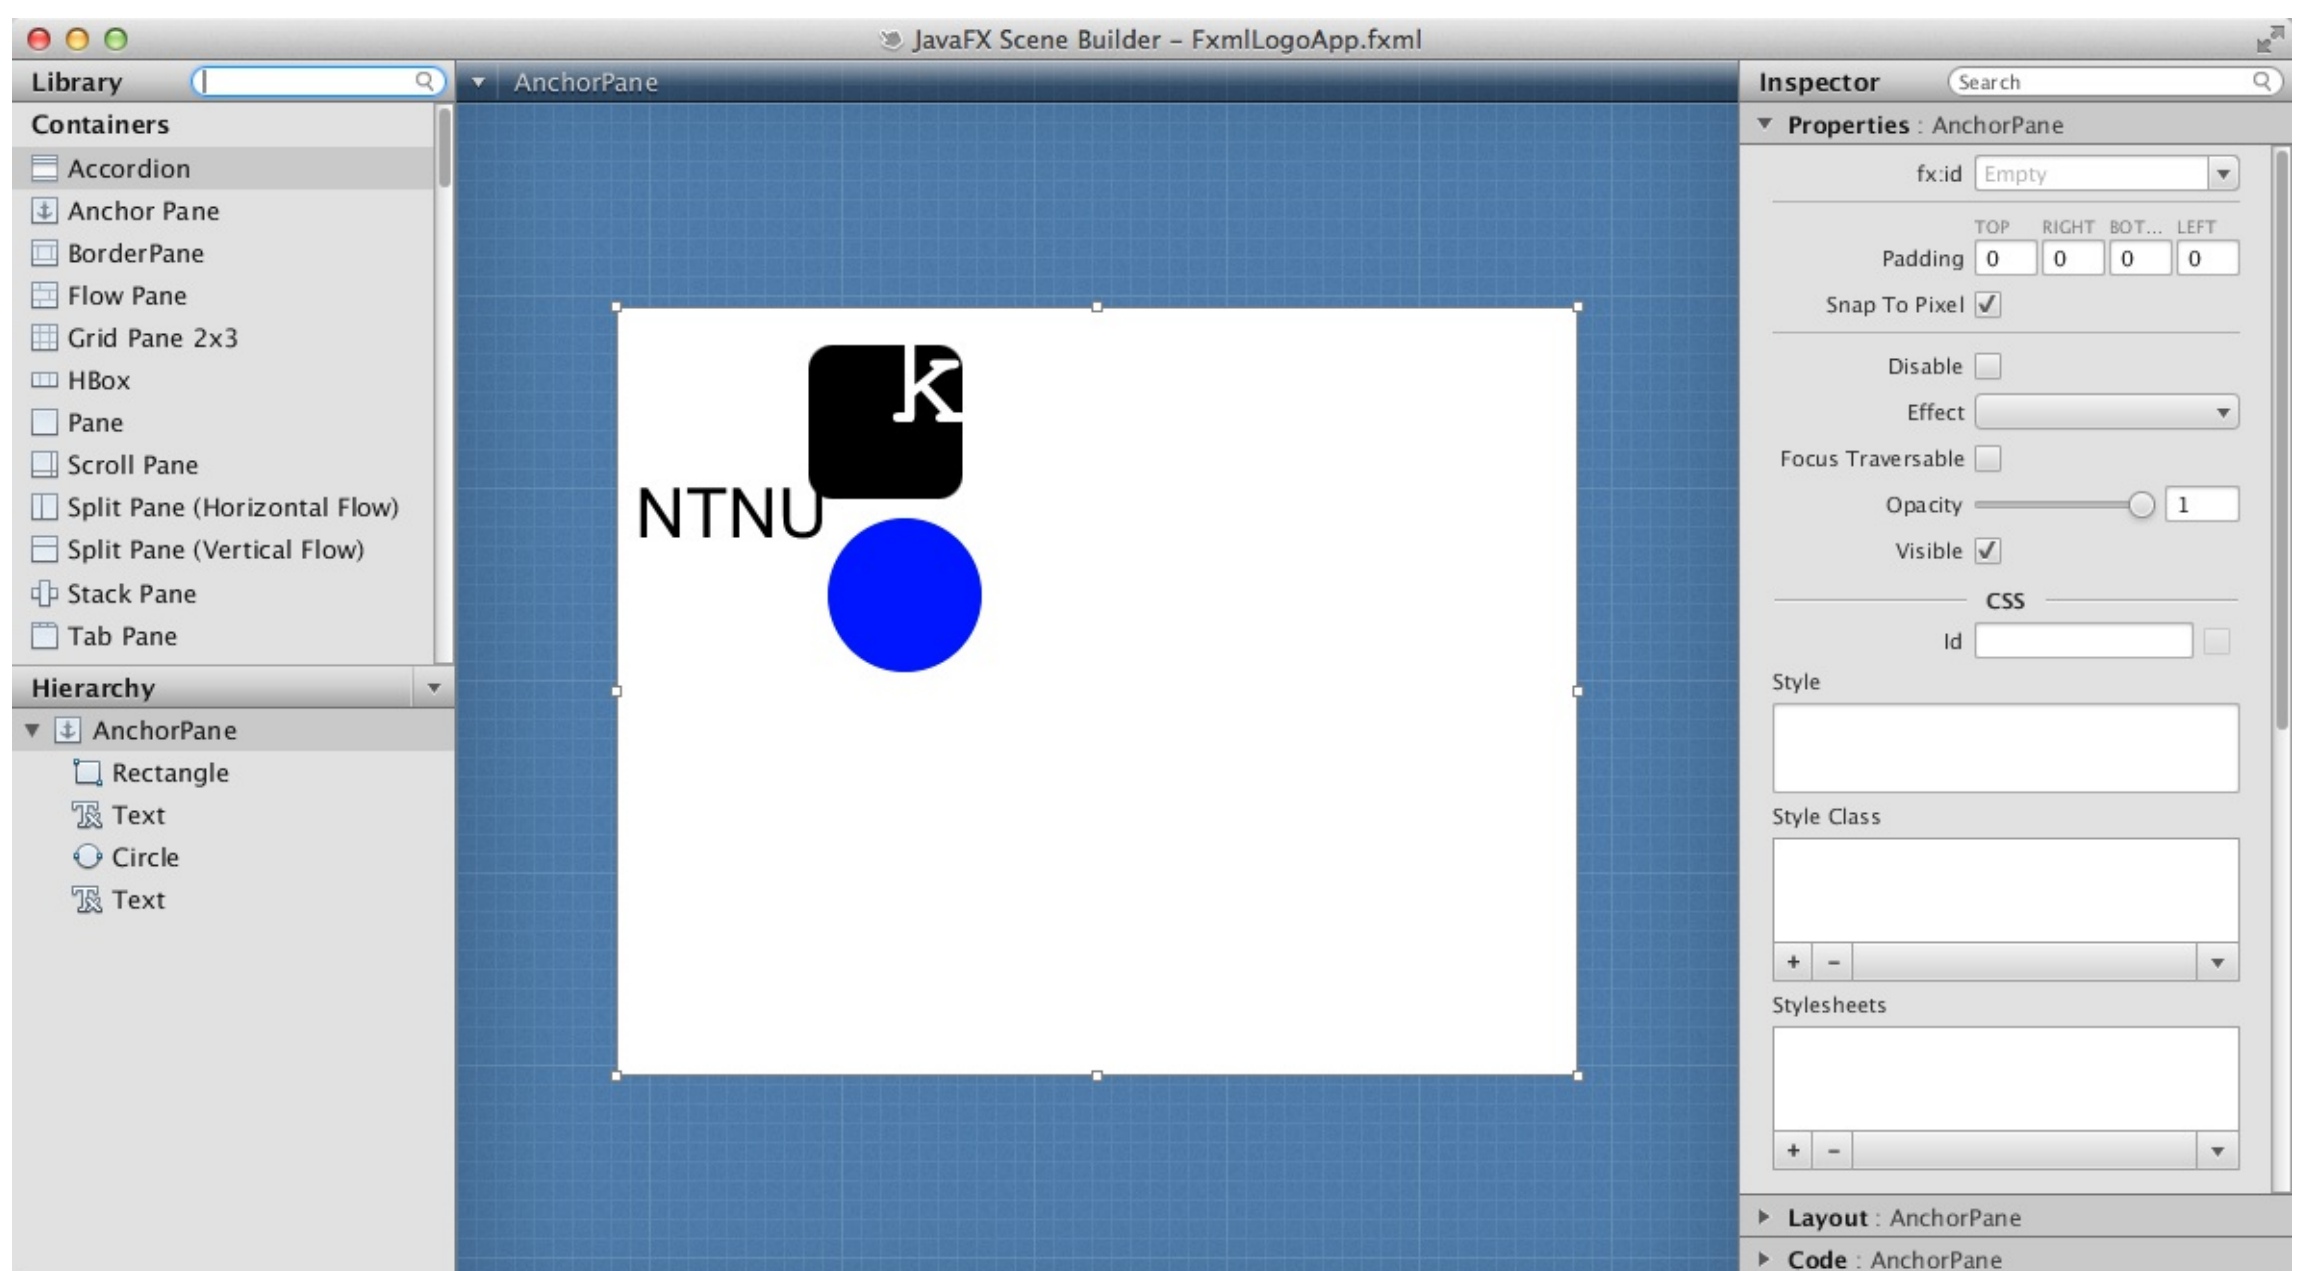 JavaFX Scene Builder – FxmlLogoApp.fxml
Library
Containers
Accordion
Anchor Pane
BorderPane
Flow Pane
Grid Pane 2x3
HBox
Pane
Scroll Pane
Split Pane (Horizontal Flow)
Split Pane (Vertical Flow)
Stack Pane
Tab Pane
Hierarchy
AnchorPane
Rectangle
Text
Circle
Text
AnchorPane
K
NTNU
Inspector Search
Properties : AnchorPane
fx:id Empty
TOP RIGHT BOT... LEFT
Padding 0 0 0 0
Snap To Pixel
Disable
Effect
Focus Traversable
Opacity 1
Visible
CSS
Id
Style
Style Class
+ -
Stylesheets
+ -
Layout : AnchorPane
Code : AnchorPane